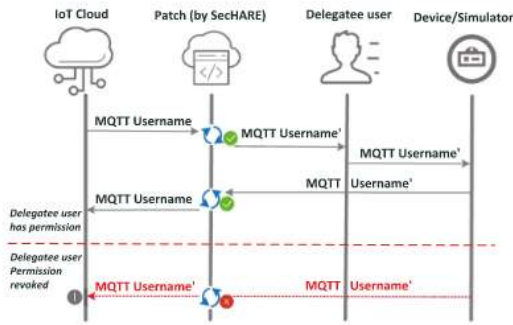 IoT Cloud
Patch (by SecHARE)
Delegatee user
Device/Simulator
</>
MQTT Username
MQTT Username'
MQTT Username'
MQTT Username'
MQTT Username
Delegatee user
has permission
Delegatee user
Permission
revoked
MQTT Username'
MQTT Username'